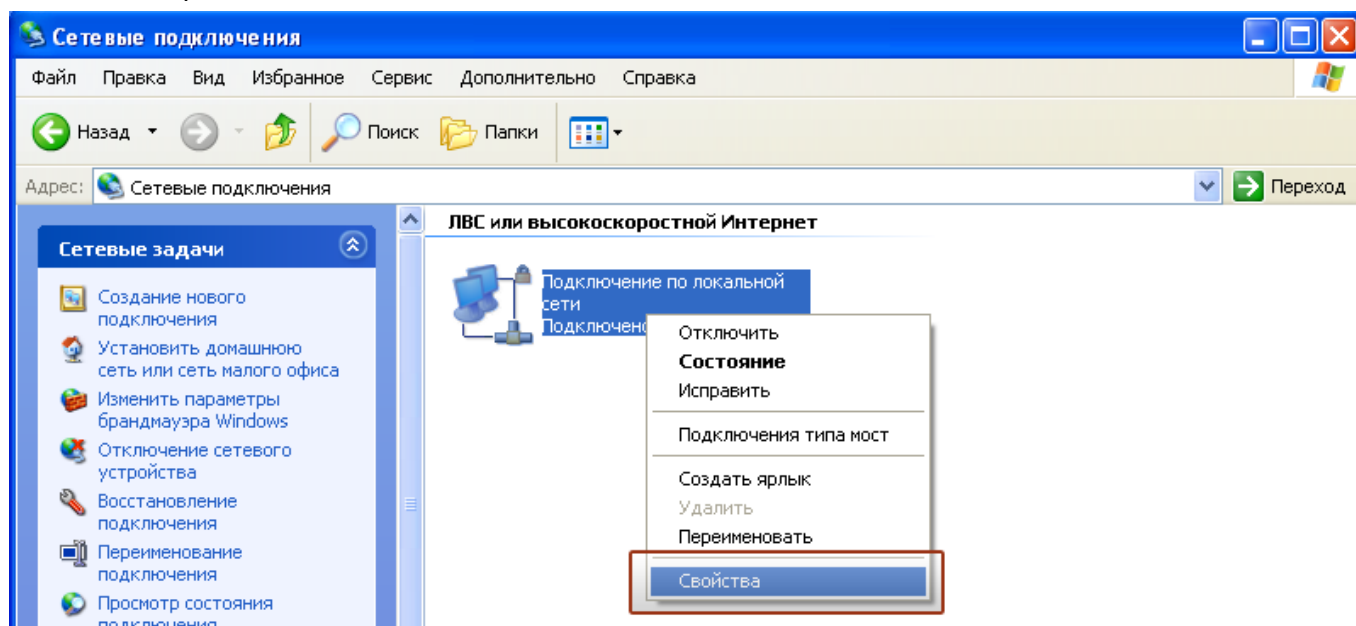 Сетевые подключения
Файл Правка Вид Избранное Сервис Дополнительно Справка
Назад Поиск Папки
Адрес: Сетевые подключения Переход
ЛВС или высокоскоростной Интернет
Сетевые задачи
Создание нового
подключения
Установить домашнюю
сеть или сеть малого офиса
Изменить параметры
брандмауэра Windows
Отключение сетевого
устройства
Восстановление
подключения
Переименование
подключения
Просмотр состояния
подключения
Подключение по локальной
сети
Подключено
Отключить
Состояние
Исправить
Подключения типа мост
Создать ярлык
Удалить
Переименовать
Свойства